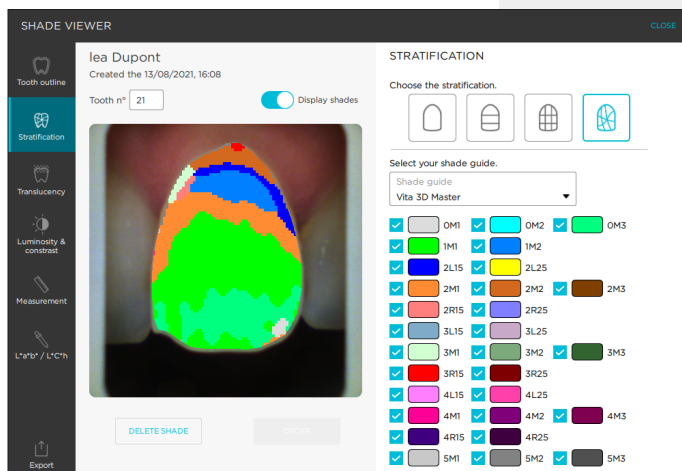 SHADE VIEWER
CLOSE
Tooth outline
Stratification
Translucency
Luminosity &
constrast
Measurement
L*a*b* / L*C*h
Export
lea Dupont
Created the 13/08/2021, 16:08
Tooth n° 21
Display shades
DELETE SHADE
ORDER
STRATIFICATION
Choose the stratification.
Select your shade guide.
Shade guide
Vita 3D Master
0M1 0M2 0M3
1M1 1M2
2L15 2L25
2M1 2M2 2M3
2R15 2R25
3L15 3L25
3M1 3M2 3M3
3R15 3R25
4L15 4L25
4M1 4M2 4M3
4R15 4R25
5M1 5M2 5M3